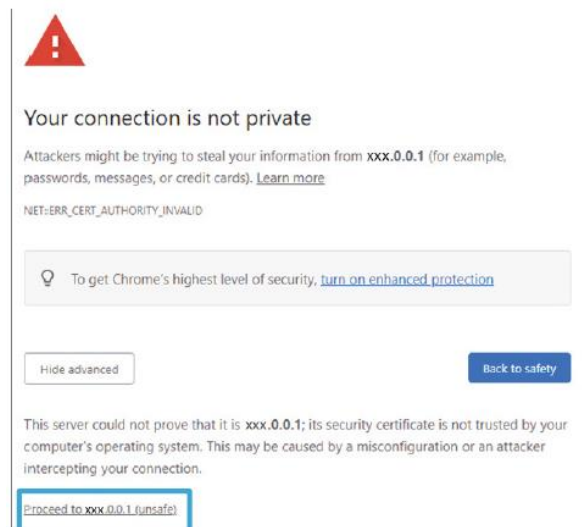 Your connection is not private
Attackers might be trying to steal your information from xxx.0.0.1 (for example,
passwords, messages, or credit cards). Learn more
NET::ERR_CERT_AUTHORITY_INVALID
To get Chrome's highest level of security, turn on enhanced protection
Hide advanced
Back to safety
This server could not prove that it is xxx.0.0.1; its security certificate is not trusted by your
computer's operating system. This may be caused by a misconfiguration or an attacker
intercepting your connection.
Proceed to xxx.0.0.1 (unsafe)